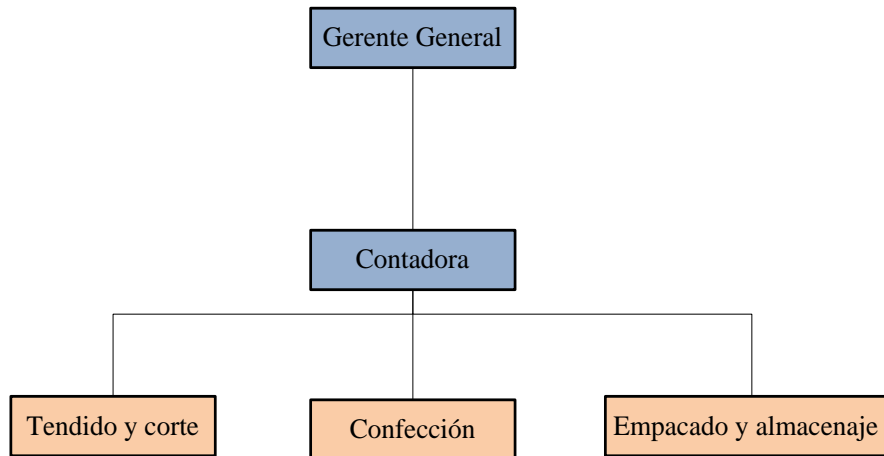 Gerente General
Contadora
Tendido y corte
Confección
Empacado y almacenaje